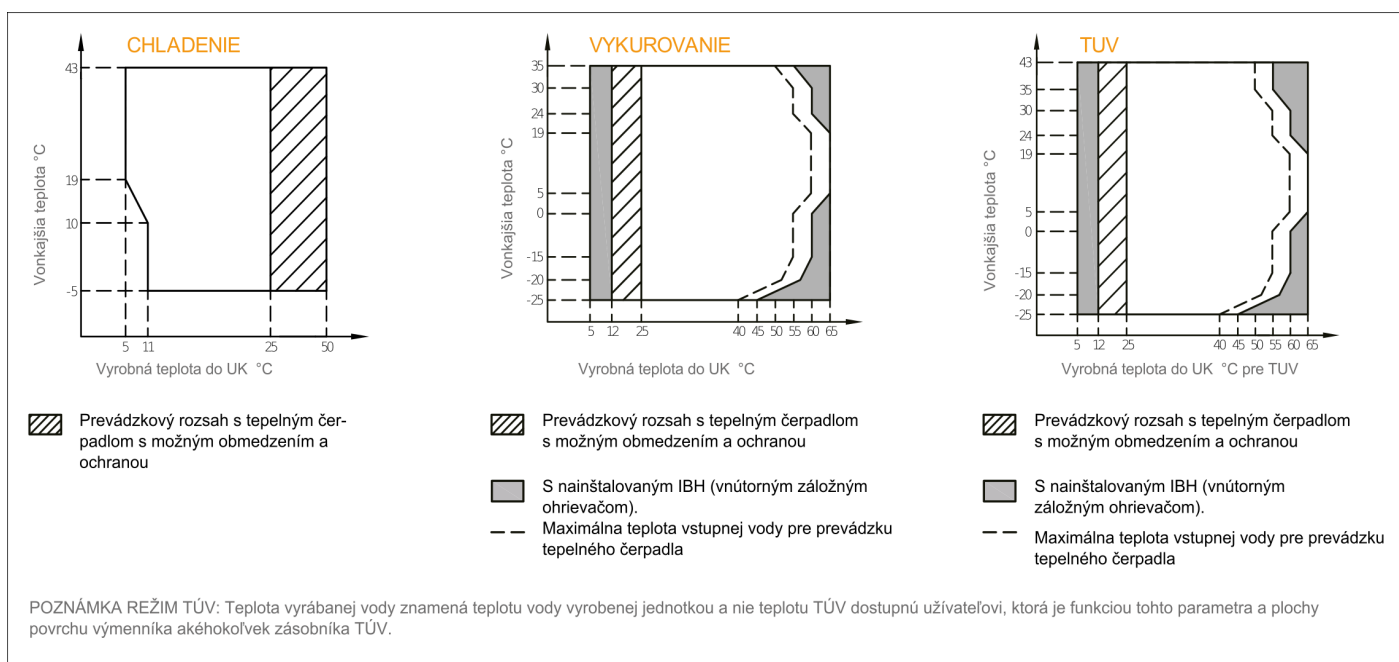 CHLADENIE
43
19
10
-5
5 11 25 50
Vonkajšia teplota °C
Vyrobná teplota do UK °C
Prevádzkový rozsah s tepelným čer-
padlom s možným obmedzením a
ochranou
VYKUROVANIE
35
30
24
19
5
0
-15
-20
-25
5 12 25 40 45 50 55 60 65
Vonkajšia teplota °C
Vyrobná teplota do UK °C
Prevádzkový rozsah s tepelným čerpadlom
s možným obmedzením a ochranou
S nainštalovaným IBH (vnútorným záložným
ohrievačom).
Maximálna teplota vstupnej vody pre prevádzku
tepelného čerpadla
TUV
43
35
30
24
19
5
0
-15
-20
-25
5 12 25 40 45 50 55 60 65
Vonkajšia teplota °C
Vyrobná teplota do UK °C pre TUV
Prevádzkový rozsah s tepelným čerpadlom
s možným obmedzením a ochranou
S nainštalovaným IBH (vnútorným
záložným ohrievačom).
Maximálna teplota vstupnej vody pre prevádzku
tepelného čerpadla
POZNÁMKA REŽIM TÚV: Teplota vyrábanej vody znamená teplotu vody vyrobenej jednotkou a nie teplotu TÚV dostupnú užívateľovi, ktorá je funkciou tohto parametra a plochy
povrchu výmenníka akéhokoľvek zásobníka TÚV.